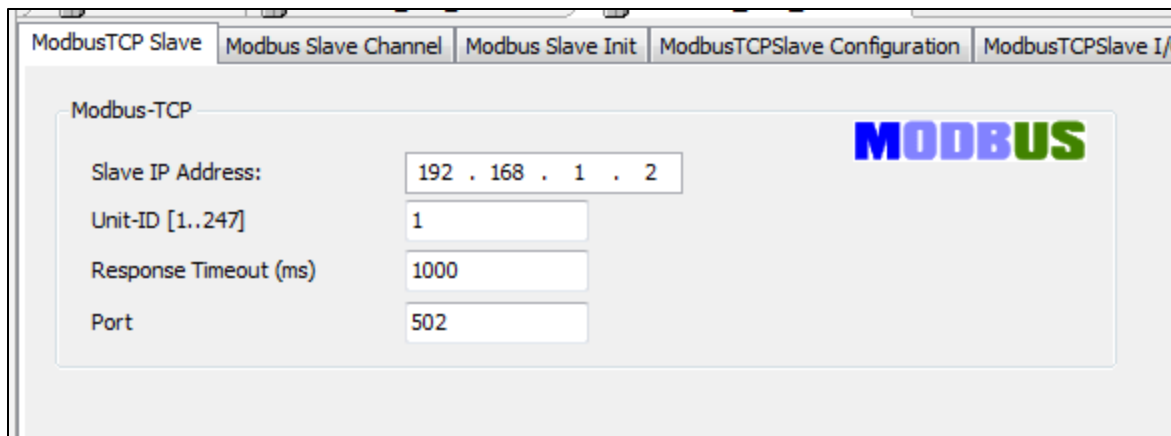 ModbusTCP Slave Modbus Slave Channel Modbus Slave Init ModbusTCPSlave Configuration ModbusTCPSlave I/
Modbus-TCP
MODBUS
Slave IP Address: 192 . 168 . 1 . 2
Unit-ID [1..247] 1
Response Timeout (ms) 1000
Port 502